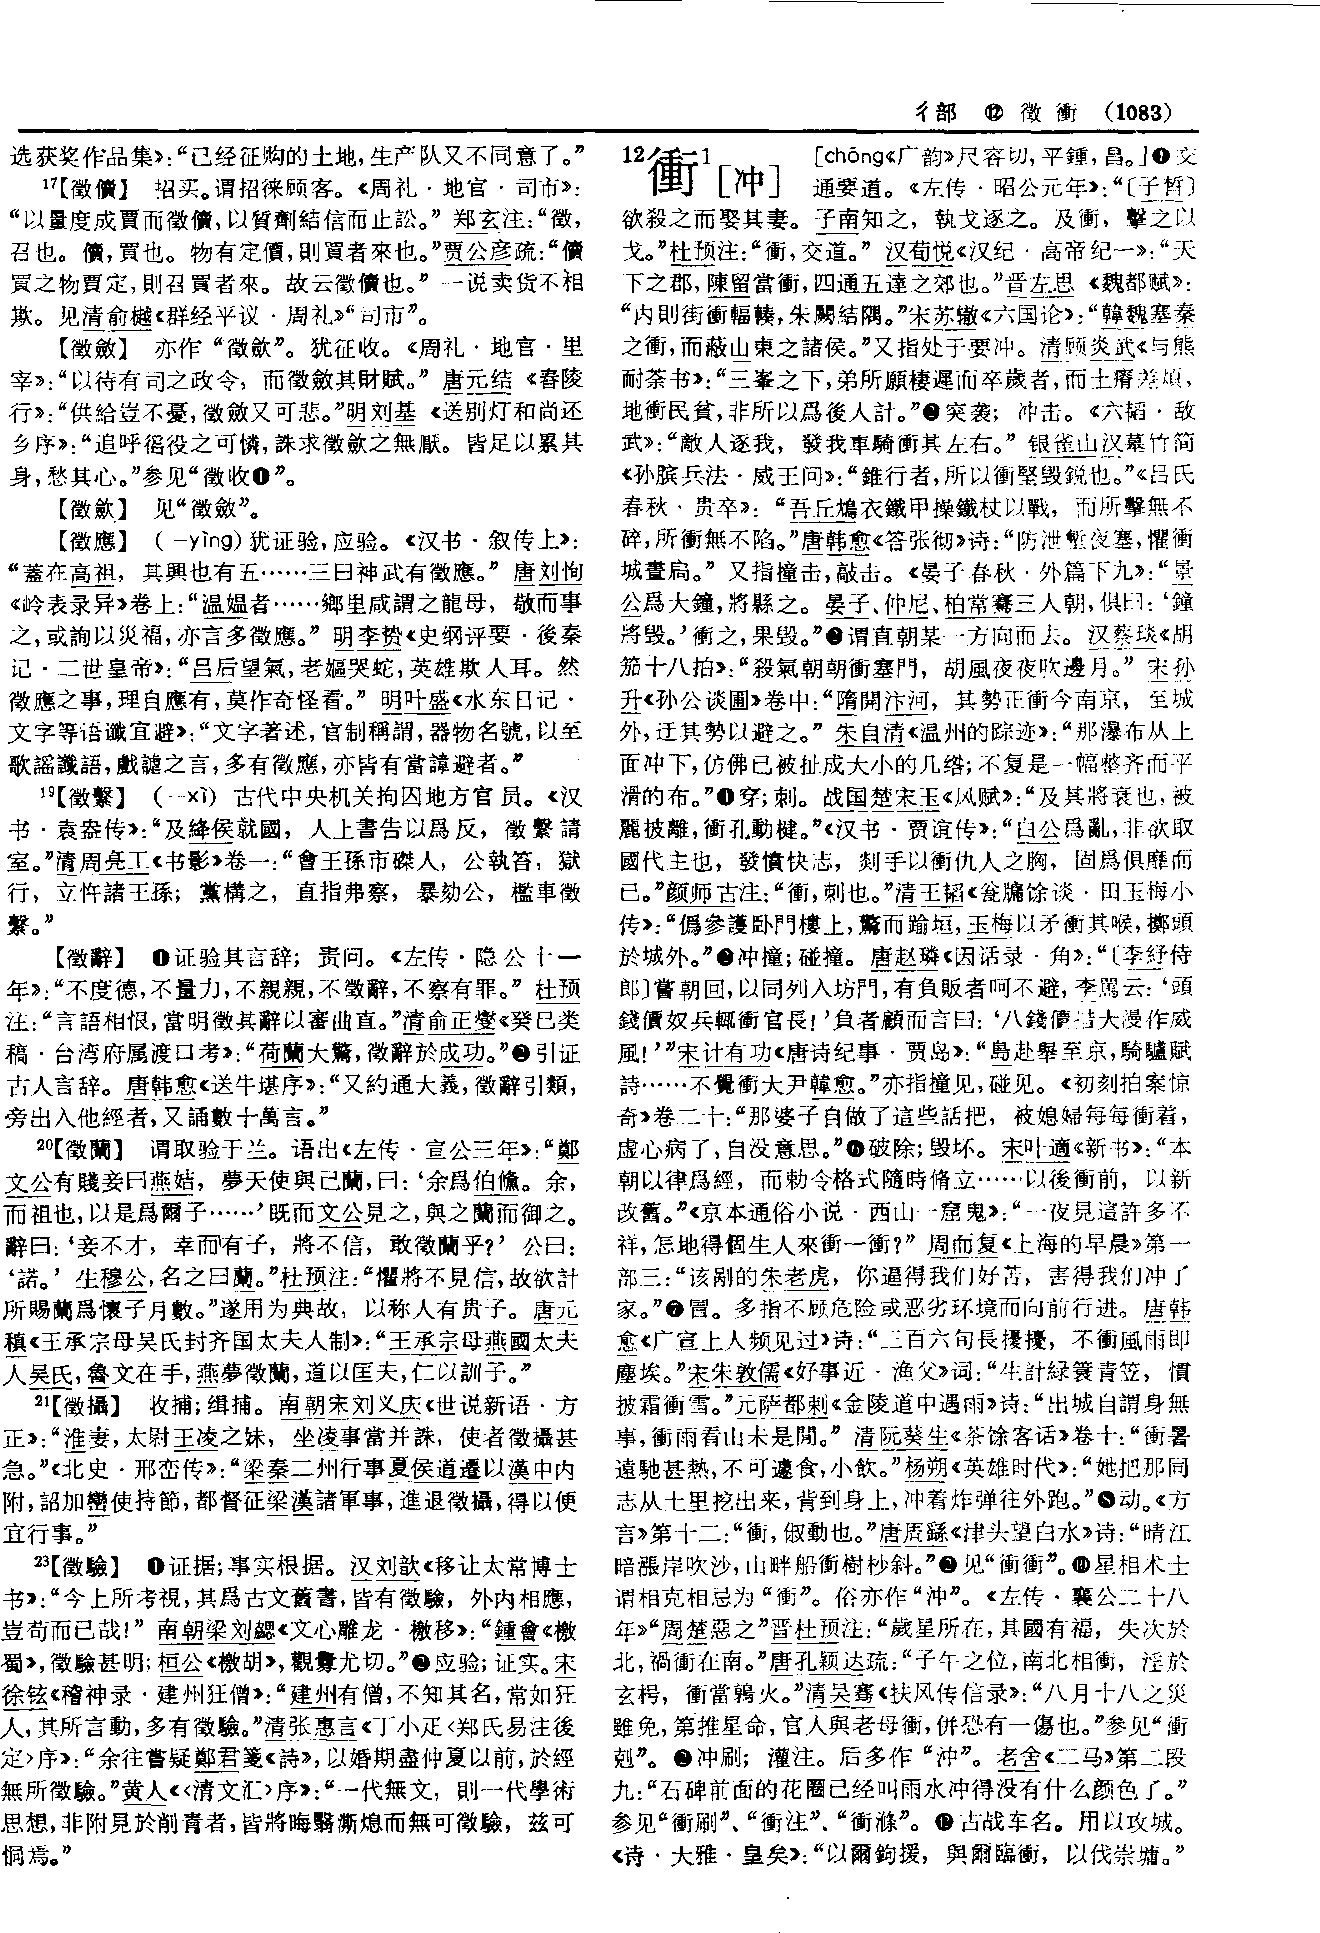 彳部 ⑫ 徵 衝 (1083)
选获奖作品集》：“已经征购的土地，生产队又不同意了。”
17【徵儥】 招买。谓招徕顾客。《周礼·地官·司市》：
“以量度成賈而徵儥，以質劑結信而止訟。” 郑玄注：“徵，
召也。儥，買也。物有定價，則買者來也。”贾公彦疏：“儥
買之物賈定，則召買者來。故云徵儥也。” 一说卖货不相
欺。见清俞樾《群经平议·周礼》“司市”。
【徵斂】 亦作“徵歛”。犹征收。《周礼·地官·里
宰》：“以待有司之政令，而徵斂其財賦。” 唐元结《舂陵
行》：“供給豈不憂，徵斂又可悲。”明刘基《送别灯和尚还
乡序》：“追呼徭役之可憐，誅求徵斂之無厭。皆足以累其
身，愁其心。”参见“徵收❶”。
【徵歛】 见“徵斂”。
【徵應】 (－yìng)犹证验，应验。《汉书·叙传上》：
“蓋在高祖，其興也有五……三曰神武有徵應。” 唐刘恂
《岭表录异》卷上：“温媪者……鄉里咸謂之龍母，敬而事
之，或詢以災福，亦言多徵應。” 明李贽《史纲评要·後秦
记·二世皇帝》：“吕后望氣，老嫗哭蛇，英雄欺人耳。然
徵應之事，理自應有，莫作奇怪看。” 明叶盛《水东日记·
文字等语谶宜避》：“文字著述，官制稱謂，器物名號，以至
歌謡讖語，戲謔之言，多有徵應，亦皆有當諱避者。”
19【徵繫】 (－xì) 古代中央机关拘囚地方官员。《汉
书·袁盎传》：“及絳侯就國，人上書告以爲反，徵繫請
室。”清周亮工《书影》卷一：“會王孫市磔人，公執笞，獄
行，立忤諸王孫；黨構之，直指弗察，暴劾公，檻車徵
繫。”
【徵辭】 ❶证验其言辞；责问。《左传·隐公十一
年》：“不度德，不量力，不親親，不徵辭，不察有罪。” 杜预
注：“言語相恨，當明徵其辭以審曲直。”清俞正燮《癸巳类
稿·台湾府属渡口考》：“荷蘭大驚，徵辭於成功。”❷引证
古人言辞。唐韩愈《送牛堪序》：“又約通大義，徵辭引類，
旁出入他經者，又誦數十萬言。”
20【徵蘭】 谓取验于兰。语出《左传·宣公三年》：“鄭
文公有賤妾曰燕姞，夢天使與己蘭，曰：‘余爲伯儵。余，
而祖也，以是爲爾子……’既而文公見之，與之蘭而御之。
辭曰：‘妾不才，幸而有子，將不信，敢徵蘭乎？’ 公曰：
‘諾。’ 生穆公，名之曰蘭。”杜预注：“懼將不見信，故欲計
所賜蘭爲懷子月數。”遂用为典故，以称人有贵子。唐元
稹《王承宗母吴氏封齐国太夫人制》：“王承宗母燕國太夫
人吴氏，魯文在手，燕夢徵蘭，道以匡夫，仁以訓子。”
21【徵攝】 收捕；缉捕。南朝宋刘义庆《世说新语·方
正》：“淮妻，太尉王凌之妹，坐凌事當并誅，使者徵攝甚
急。”《北史·邢峦传》：“梁秦二州行事夏侯道遷以漢中内
附，詔加巒使持節，都督征梁漢諸軍事，進退徵攝，得以便
宜行事。”
23【徵驗】 ❶证据；事实根据。汉刘歆《移让太常博士
书》：“今上所考視，其爲古文舊書，皆有徵驗，外内相應，
豈苟而已哉！” 南朝梁刘勰《文心雕龙·檄移》：“鍾會《檄
蜀》，徵驗甚明；桓公《檄胡》，觀釁尤切。”❷应验；证实。宋
徐铉《稽神录·建州狂僧》：“建州有僧，不知其名，常如狂
人，其所言動，多有徵驗。”清张惠言《丁小疋〈郑氏易注後
定〉序》：“余往嘗疑鄭君箋《詩》，以婚期盡仲夏以前，於經
無所徵驗。”黄人《〈清文汇〉序》：“一代無文，則一代學術
思想，非附見於削青者，皆將晦翳漸熄而無可徵驗，兹可
恫焉。”
12衝1[冲] [chōng《广韵》尺容切，平鍾，昌。]❶交
通要道。《左传·昭公元年》：“〔子晳〕
欲殺之而娶其妻。子南知之，執戈逐之。及衝，擊之以
戈。”杜预注：“衝，交道。” 汉荀悦《汉纪·高帝纪一》：“天
下之郡，陳留當衝，四通五達之郊也。”晋左思《魏都赋》：
“内則街衝輻輳，朱闕結隅。”宋苏辙《六国论》：“韓魏塞秦
之衝，而蔽山東之諸侯。”又指处于要冲。清顾炎武《与熊
耐荼书》：“三峯之下，弟所願棲遲而卒歲者，而土瘠差煩，
地衝民貧，非所以爲後人計。”❷突袭；冲击。《六韬·敌
武》：“敵人逐我，發我車騎衝其左右。” 银雀山汉墓竹简
《孙膑兵法·威王问》：“錐行者，所以衝堅毁鋭也。”《吕氏
春秋·贵卒》：“吾丘鴆衣鐵甲操鐵杖以戰，而所擊無不
碎，所衝無不陷。”唐韩愈《答张彻》诗：“防泄塹夜塞，懼衝
城晝扃。” 又指撞击，敲击。《晏子春秋·外篇下九》：“景
公爲大鐘，將縣之。晏子、仲尼、柏常騫三人朝，俱曰：‘鐘
將毁。’衝之，果毁。”❸谓直朝某一方向而去。汉蔡琰《胡
笳十八拍》：“殺氣朝朝衝塞門，胡風夜夜吹邊月。” 宋孙
升《孙公谈圃》卷中：“隋開汴河，其勢正衝今南京，至城
外，迂其勢以避之。” 朱自清《温州的踪迹》：“那瀑布从上
面冲下，仿佛已被扯成大小的几绺；不复是一幅整齐而平
滑的布。”❹穿；刺。战国楚宋玉《风赋》：“及其將衰也，被
麗披離，衝孔動楗。”《汉书·贾谊传》：“白公爲亂，非欲取
國代主也，發憤快志，剡手以衝仇人之胸，固爲俱靡而
已。”颜师古注：“衝，刺也。”清王韬《瓮牖馀谈·田玉梅小
传》：“僞參護卧門樓上，驚而踰垣，玉梅以矛衝其喉，擲頭
於城外。”❺冲撞；碰撞。唐赵璘《因话录·角》：“〔李紓侍
郎〕嘗朝回，以同列入坊門，有負販者呵不避，李駡云：‘頭
錢價奴兵輒衝官長！’負者顧而言曰：‘八錢價措大漫作威
風！’”宋计有功《唐诗纪事·贾岛》：“島赴舉至京，騎驢賦
詩……不覺衝大尹韓愈。”亦指撞见，碰见。《初刻拍案惊
奇》卷二十：“那婆子自做了這些話把，被媳婦每每衝着，
虚心病了，自没意思。”❻破除；毁坏。宋叶適《新书》：“本
朝以律爲經，而勅令格式隨時脩立……以後衝前，以新
改舊。”《京本通俗小说·西山一窟鬼》：“一夜見這許多不
祥，怎地得個生人來衝一衝？” 周而复《上海的早晨》第一
部三：“该剐的朱老虎，你逼得我们好苦，害得我们冲了
家。”❼冒。多指不顾危险或恶劣环境而向前行进。唐韩
愈《广宣上人频见过》诗：“三百六旬長擾擾，不衝風雨即
塵埃。”宋朱敦儒《好事近·渔父》词：“生計緑蓑青笠，慣
披霜衝雪。”元萨都剌《金陵道中遇雨》诗：“出城自謂身無
事，衝雨看山未是閒。” 清阮葵生《茶馀客话》卷十：“衝暑
遠馳甚熱，不可遽食，小飲。”杨朔《英雄时代》：“她把那同
志从土里挖出来，背到身上，冲着炸弹往外跑。”❽动。《方
言》第十二：“衝，俶動也。”唐周繇《津头望白水》诗：“晴江
暗漲岸吹沙，山畔船衝樹杪斜。”❾见“衝衝”。❿星相术士
谓相克相忌为“衝”。俗亦作“沖”。《左传·襄公二十八
年》“周楚惡之”晋杜预注：“歲星所在，其國有福，失次於
北，禍衝在南。”唐孔颖达疏：“子午之位，南北相衝，淫於
玄枵，衝當鶉火。”清吴骞《扶风传信录》：“八月十八之災
雖免，第推星命，官人與老母衝，併恐有一傷也。”参见“衝
剋”。⓫冲刷；灌注。后多作“沖”。老舍《二马》第二段
九：“石碑前面的花圈已经叫雨水冲得没有什么颜色了。”
参见“衝刷”、“衝注”、“衝滌”。⓬古战车名。用以攻城。
《诗·大雅·皇矣》：“以爾鉤援，與爾臨衝，以伐崇墉。”